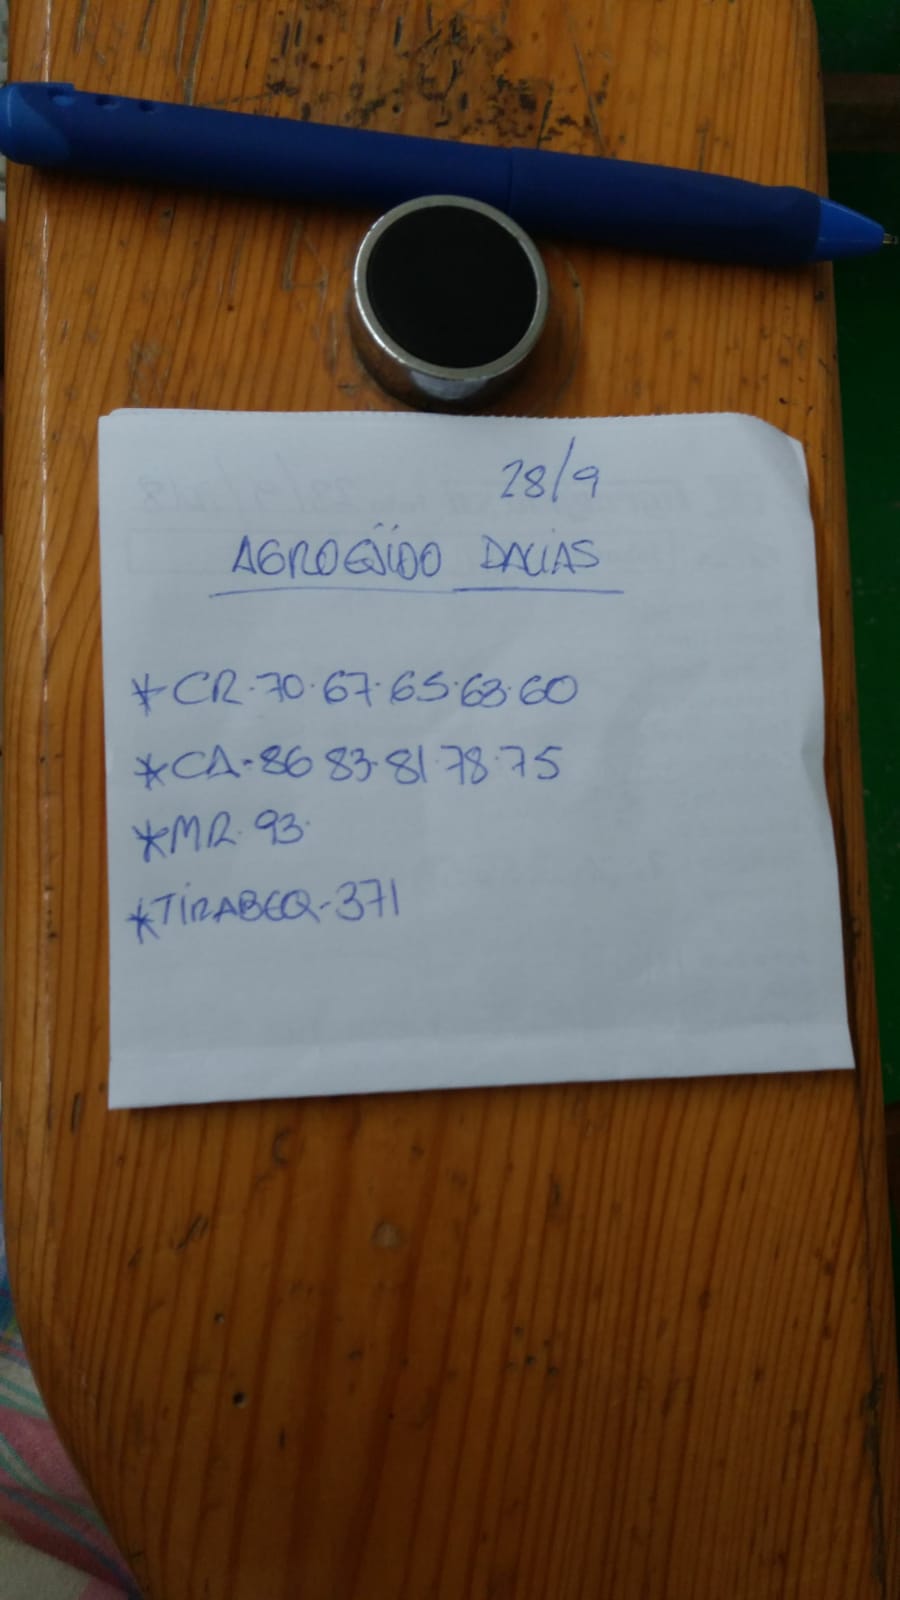 28/9
AGROEJIDO DALIAS
*CR.70.67.65.63.60
*CA-86 83.81.78.75
*MR.93.
*TIRABEQ-371